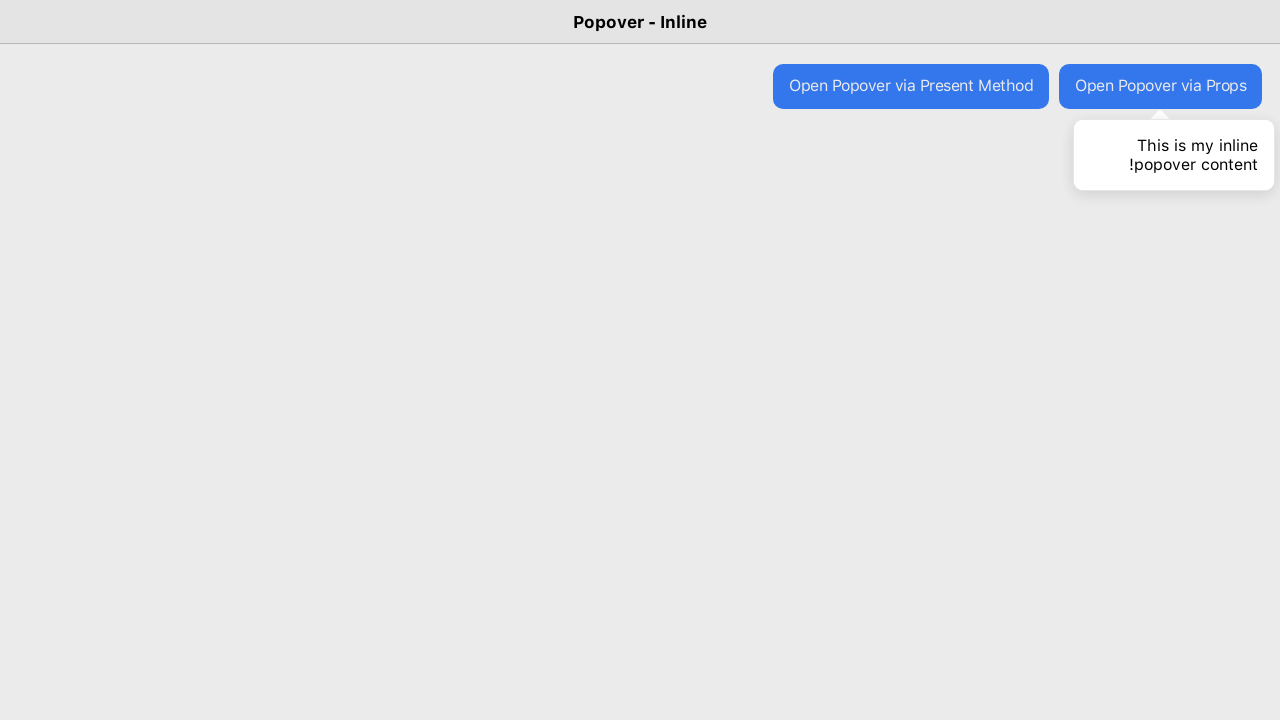 Popover - Inline
Open Popover via Present Method
Open Popover via Props
This is my inline
!popover content